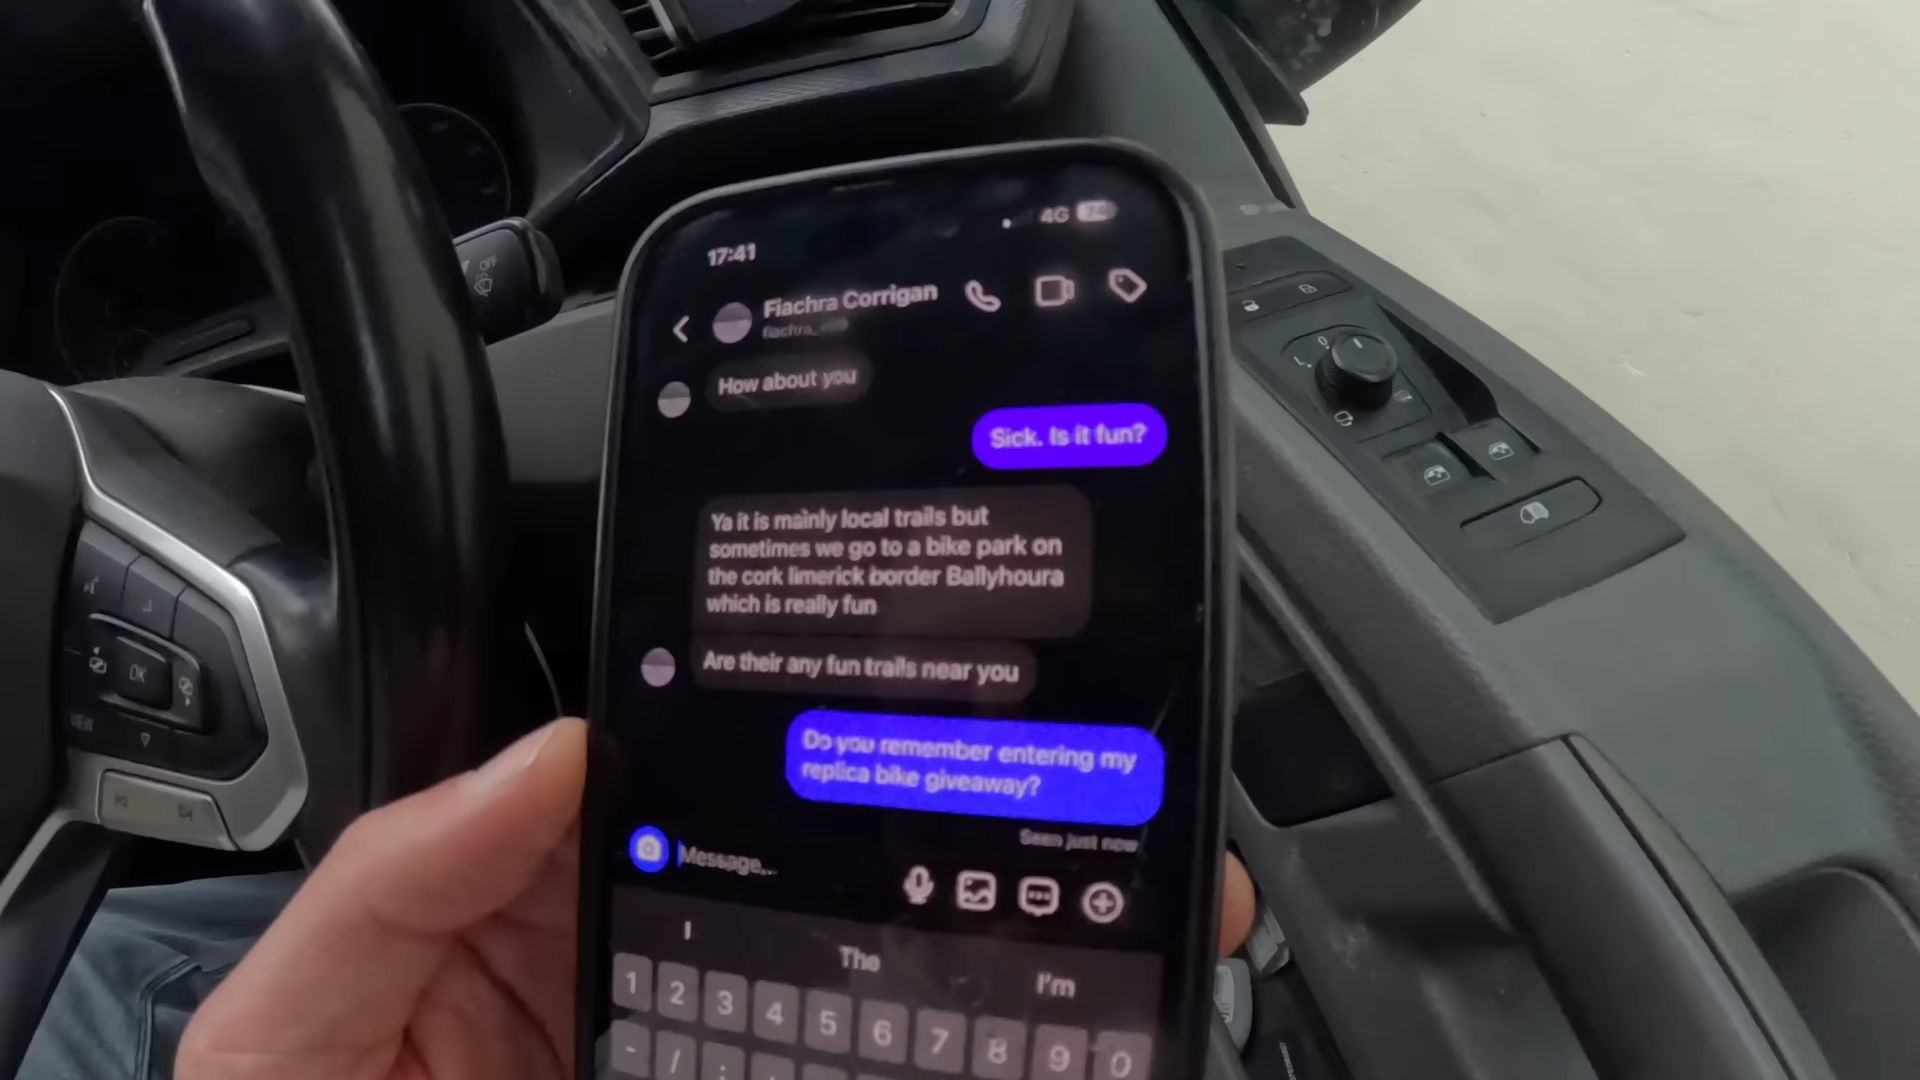 OFF
17:41
4G 74
Fiachra Corrigan
How about you
Sick. Is it fun?
Ya it is mainly local trails but
sometimes we go to a bike park on
the cork limerick border Ballyhoura
which is really fun
Are their any fun trails near you
Do you remember entering my
replica bike giveaway?
Seen just now
Message...
I The I'm
1 2 3 4 5 6 7 8 9 0
- / :
OK
VIEW
L 0